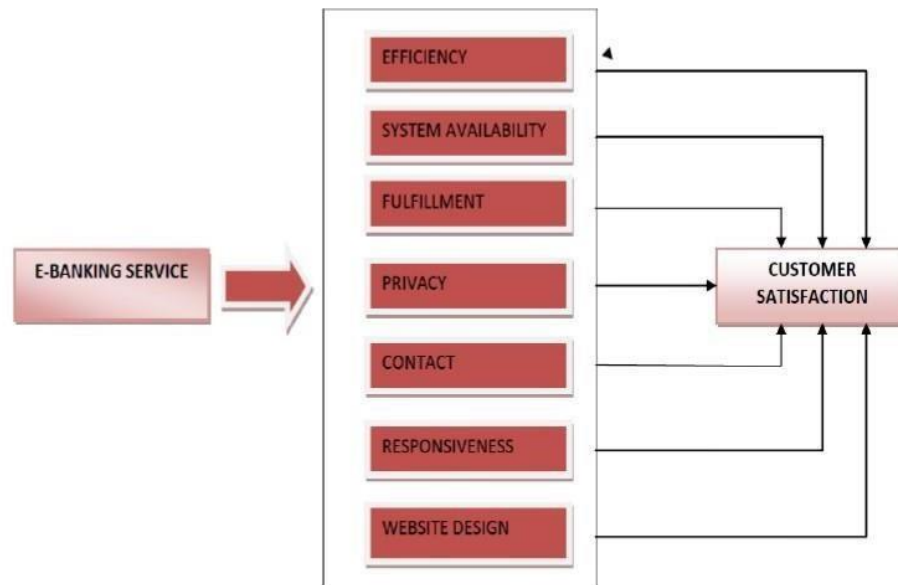 EFFICIENCY
SYSTEM AVAILABILITY
FULFILLMENT
E-BANKING SERVICE
PRIVACY
CUSTOMER
SATISFACTION
CONTACT
RESPONSIVENESS
WEBSITE DESIGN